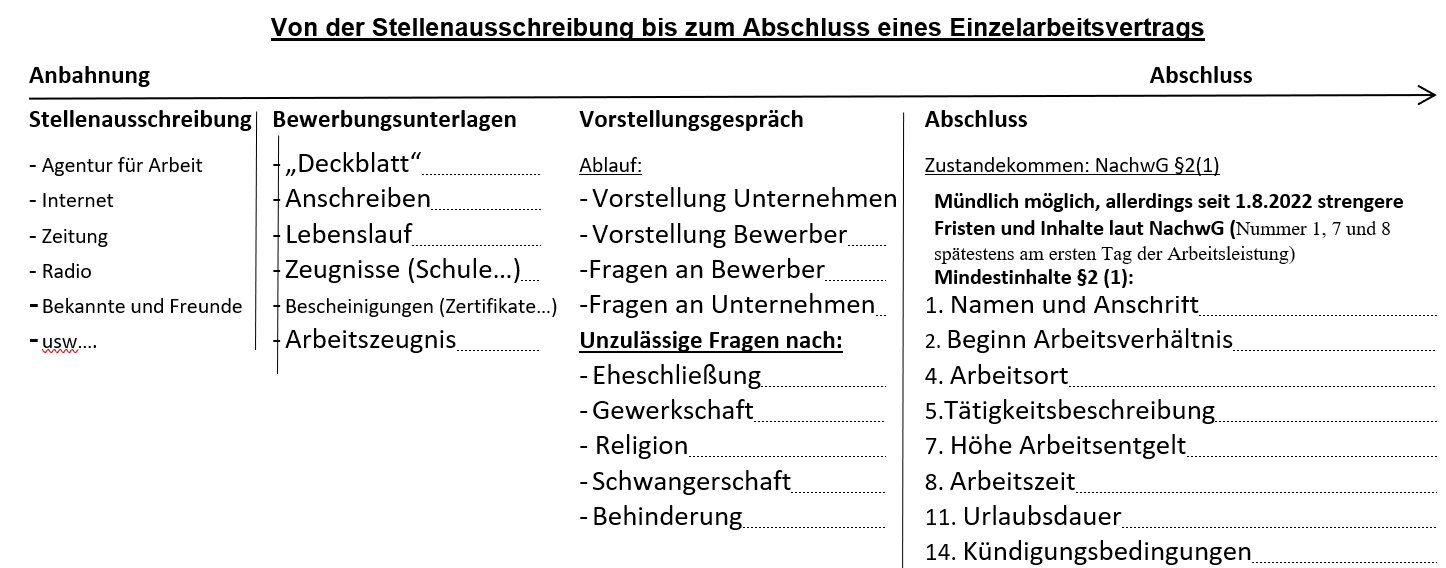 Von der Stellenausschreibung bis zum Abschluss eines Einzelarbeitsvertrags
Anbahnung
Abschluss
Stellenausschreibung
- Agentur für Arbeit
- Internet
- Zeitung
- Radio
- Bekannte und Freunde
- usw....
Bewerbungsunterlagen
- „Deckblatt“
- Anschreiben
- Lebenslauf
- Zeugnisse (Schule...)
- Bescheinigungen (Zertifikate...)
- Arbeitszeugnis
Vorstellungsgespräch
Ablauf:
- Vorstellung Unternehmen
- Vorstellung Bewerber
-Fragen an Bewerber
-Fragen an Unternehmen
Unzulässige Fragen nach:
- Eheschließung
- Gewerkschaft
- Religion
- Schwangerschaft
- Behinderung
Abschluss
Zustandekommen: NachwG §2(1)
Mündlich möglich, allerdings seit 1.8.2022 strengere
Fristen und Inhalte laut NachwG (Nummer 1, 7 und 8
spätestens am ersten Tag der Arbeitsleistung)
Mindestinhalte §2 (1):
1. Namen und Anschrift
2. Beginn Arbeitsverhältnis
4. Arbeitsort
5.Tätigkeitsbeschreibung
7. Höhe Arbeitsentgelt
8. Arbeitszeit
11. Urlaubsdauer
14. Kündigungsbedingungen